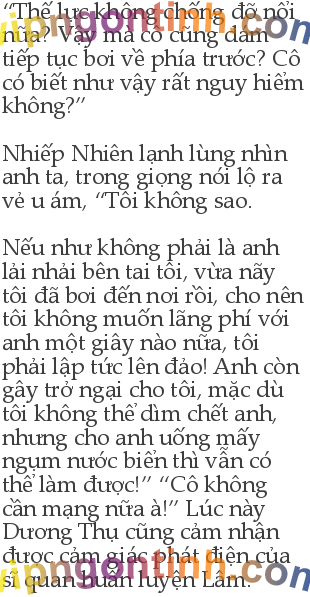 “Thể lực không chống đỡ nổi
nữa? Vậy mà cô cũng dám
tiếp tục bơi về phía trước? Cô
có biết như vậy rất nguy hiểm
không?”
Nhiếp Nhiên lạnh lùng nhìn
anh ta, trong giọng nói lộ ra
vẻ u ám, “Tôi không sao.
Nếu như không phải là anh
lải nhải bên tai tôi, vừa nãy
tôi đã bơi đến nơi rồi, cho nên
tôi không muốn lãng phí với
anh một giây nào nữa, tôi
phải lập tức lên đảo! Anh còn
gây trở ngại cho tôi, mặc dù
tôi không thể dìm chết anh,
nhưng cho anh uống mấy
ngụm nước biển thì vẫn có
thể làm được!” “Cô không
cần mạng nữa à!” Lúc này
Dương Thụ cũng cảm nhận
được cảm giác phát điện của
sĩ quan huấn luyện Lâm.
vipngontinh.com
vipngontinh.com